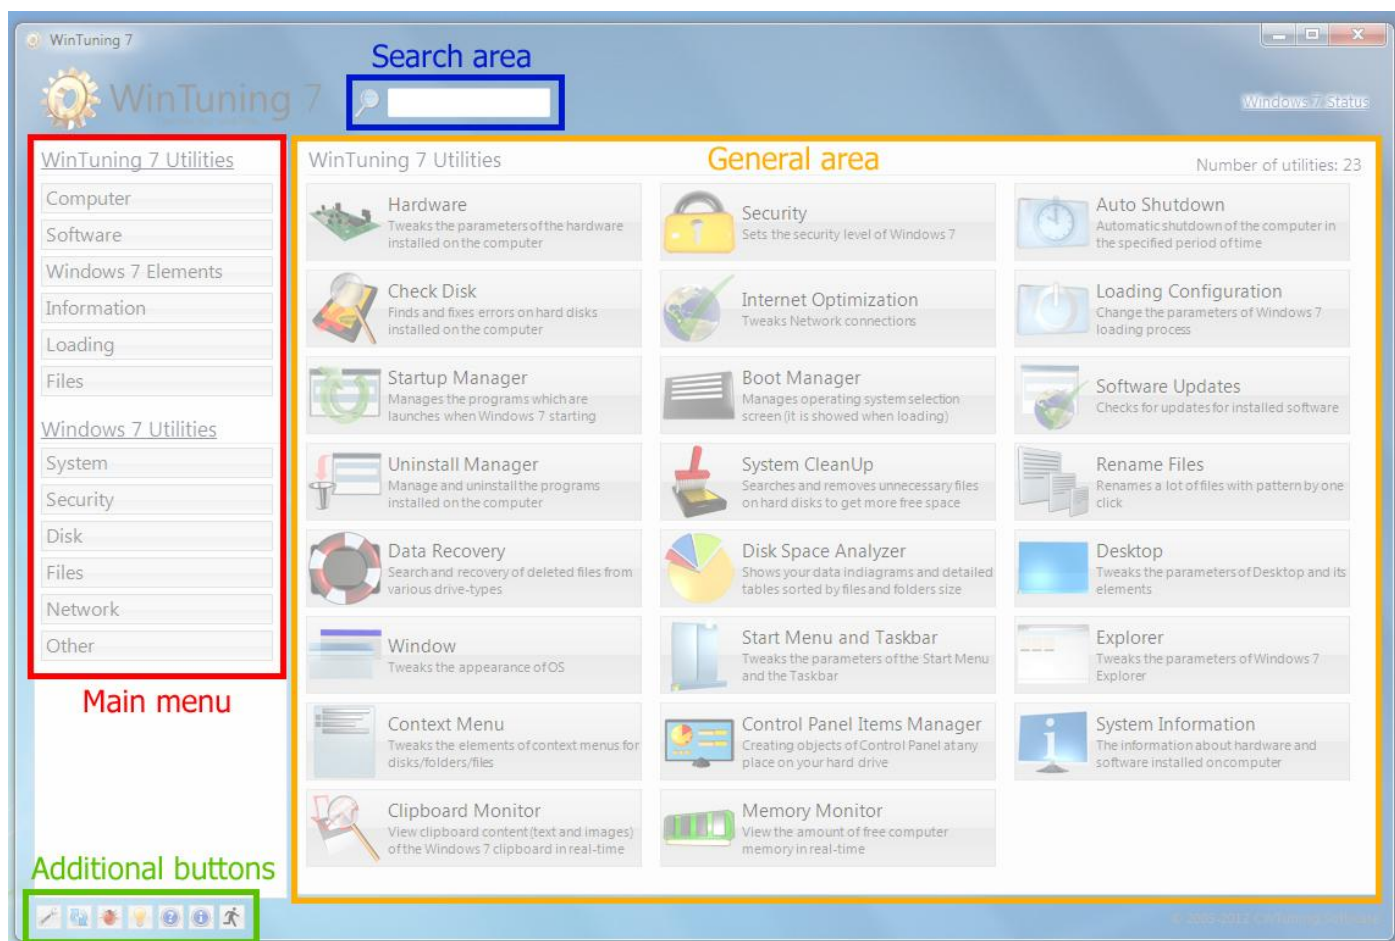 WinTuning 7
Search area
WinTuning 7
Windows 7 Status
WinTuning 7 Utilities
Computer
Software
Windows 7 Elements
Information
Loading
Files
Windows 7 Utilities
System
Security
Disk
Files
Network
Other
Main menu
Additional buttons
WinTuning 7 Utilities
General area
Number of utilities: 23
Hardware
Tweaks the parameters of the hardware
installed on the computer
Security
Sets the security level of Windows 7
Auto Shutdown
Automatic shutdown of the computer in
the specified period of time
Check Disk
Finds and fixes errors on hard disks
installed on the computer
Internet Optimization
Tweaks Network connections
Loading Configuration
Change the parameters of Windows 7
loading process
Startup Manager
Manages the programs which are
launches when Windows 7 starting
Boot Manager
Manages operating system selection
screen (it is showed when loading)
Software Updates
Checks for updates for installed software
Uninstall Manager
Manage and uninstall the programs
installed on the computer
System CleanUp
Searches and removes unnecessary files
on hard disks to get more free space
Rename Files
Renames a lot of files with pattern by one
click
Data Recovery
Search and recovery of deleted files from
various drive-types
Disk Space Analyzer
Shows your data in diagrams and detailed
tables sorted by files and folders size
Desktop
Tweaks the parameters of Desktop and its
elements
Window
Tweaks the appearance of OS
Start Menu and Taskbar
Tweaks the parameters of the Start Menu
and the Taskbar
Explorer
Tweaks the parameters of Windows 7
Explorer
Context Menu
Tweaks the elements of context menus for
disks/folders/files
Control Panel Items Manager
Creating objects of Control Panel at any
place on your hard drive
System Information
The information about hardware and
software installed on computer
Clipboard Monitor
View clipboard content (text and images)
of the Windows 7 clipboard in real-time
Memory Monitor
View the amount of free computer
memory in real-time